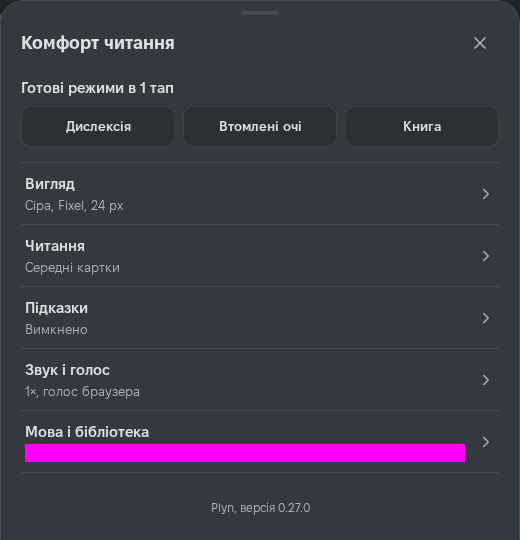 Комфорт читання
Готові режими в 1 тап
Дислексія
Втомлені очі
Книга
Вигляд
Сіра, Fixel, 24 px
Читання
Середні картки
Підказки
Вимкнено
Звук і голос
1×, голос браузера
Мова і бібліотека
Plyn, версія 0.27.0